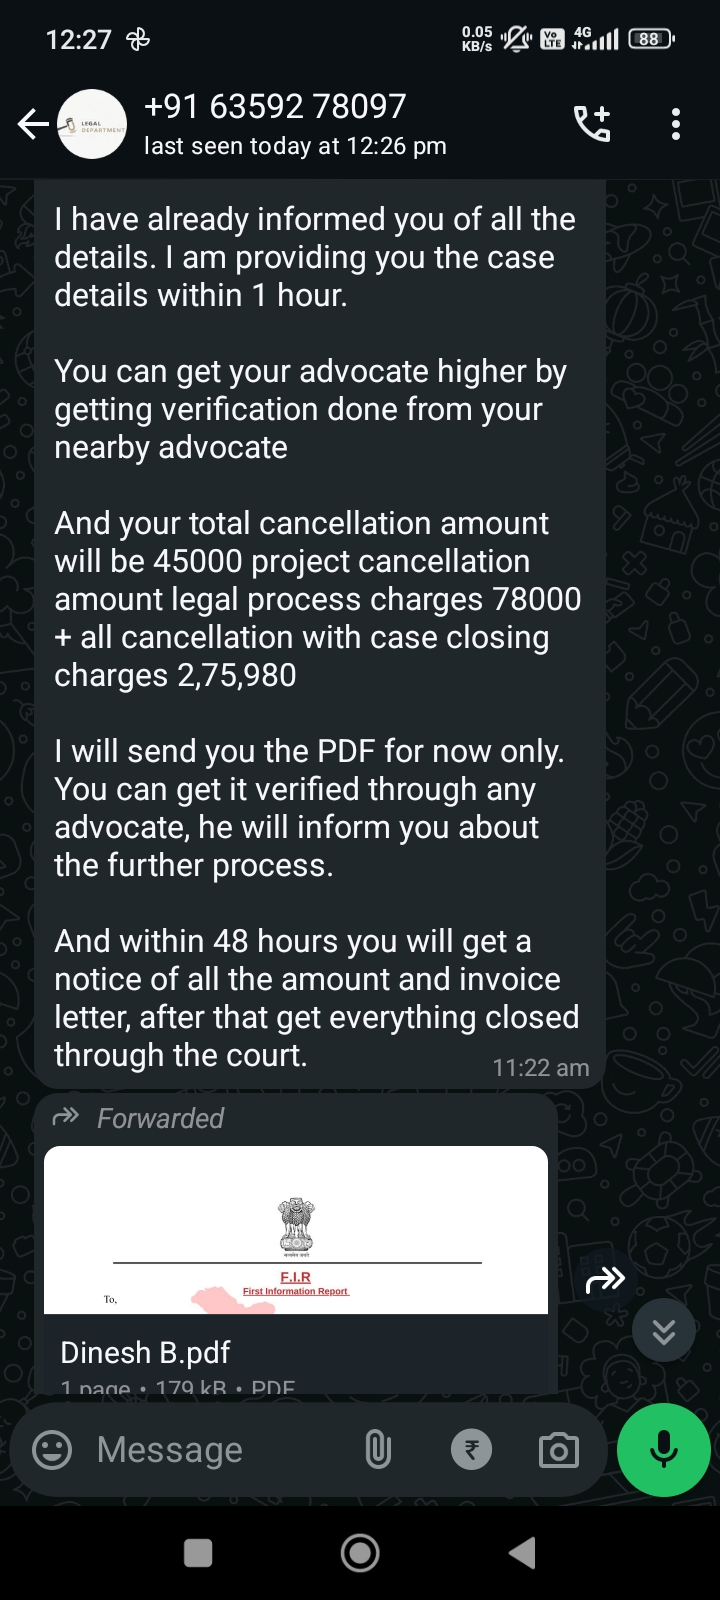 12:27
0.05 KB/s
Vo LTE
4G
88
LEGAL
DEPARTMENT
+91 63592 78097
last seen today at 12:26 pm
I have already informed you of all the
details. I am providing you the case
details within 1 hour.
You can get your advocate higher by
getting verification done from your
nearby advocate
And your total cancellation amount
will be 45000 project cancellation
amount legal process charges 78000
+ all cancellation with case closing
charges 2,75,980
I will send you the PDF for now only.
You can get it verified through any
advocate, he will inform you about
the further process.
And within 48 hours you will get a
notice of all the amount and invoice
letter, after that get everything closed
through the court.
11:22 am
Forwarded
F.I.R
First Information Report
To,
Dinesh B.pdf
1 page • 179 kB • PDF
Message
₹